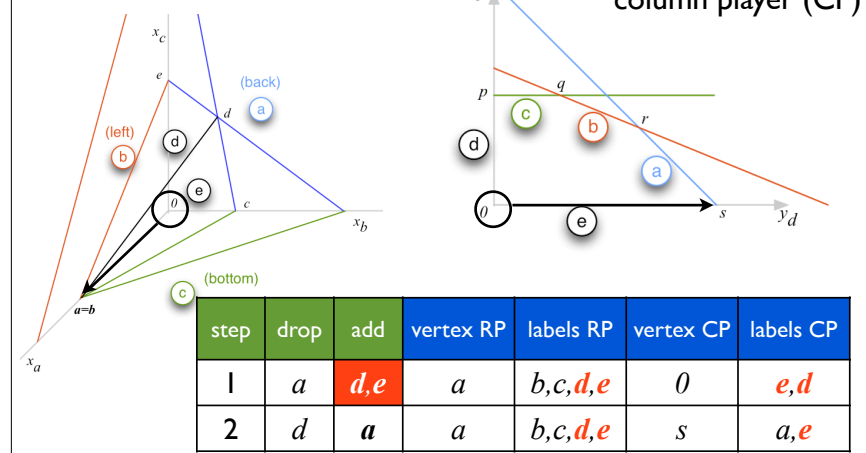 column player (CP)
x_c
e
(back)
a
d
(left)
b
d
e
0
c
x_b
(bottom)
c
a=b
x_a
p
q
c
b
r
d
a
0
e
s
y_d
step drop add vertex RP labels RP vertex CP labels CP
1 a d,e a b,c,d,e 0 e,d
2 d a a b,c,d,e s a,e